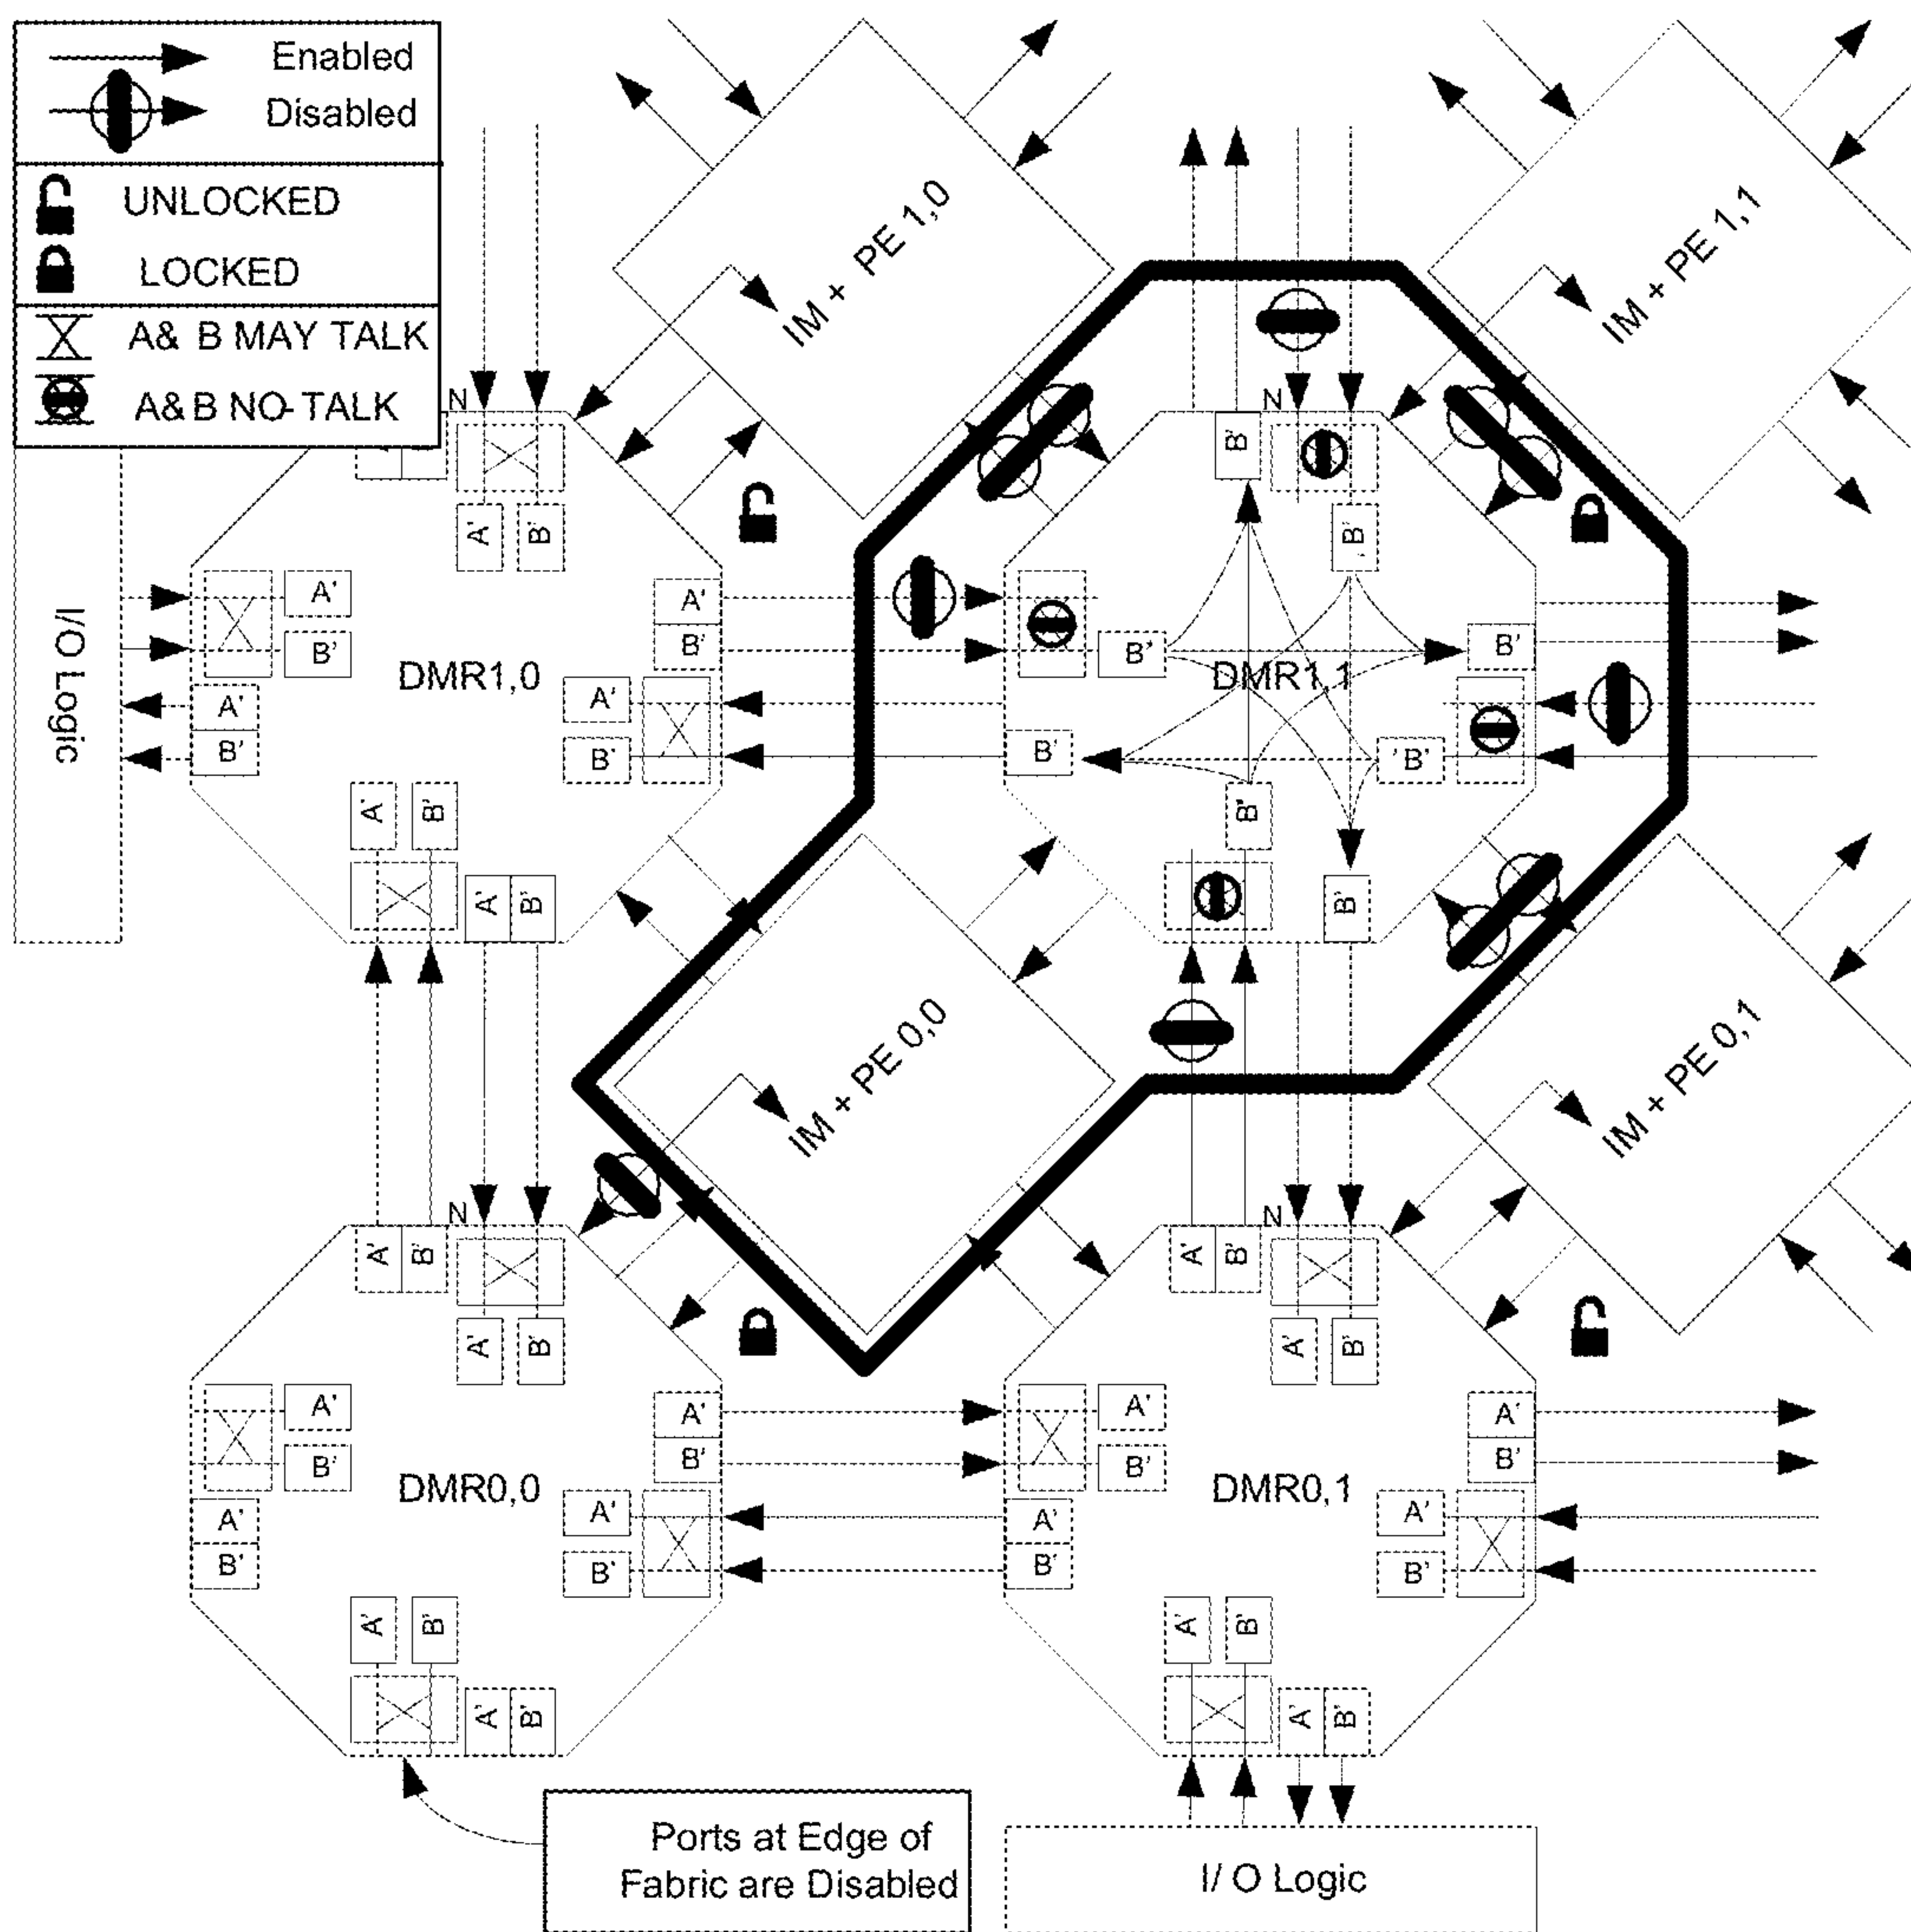 Enabled
Disabled
UNLOCKED
LOCKED
A& B MAY TALK
A& B NO-TALK
IM + PE 1,0
IM + PE 1,1
N
N
B'
A'
B'
B'
I/O Logic
A'
B'
A'
B'
DMR1,0
B'
DMR1,1
B'
A'
B'
A'
B'
B'
'B'
A'
B'
B'
A'
B'
B'
IM + PE 0,0
IM + PE 0,1
N
N
A'
B'
A'
B'
A'
B'
A'
B'
A'
B'
A'
B'
A'
B'
A'
B'
DMR0,0
DMR0,1
A'
B'
A'
B'
A'
B'
A'
B'
A'
B'
A'
B'
A'
B'
A'
B'
Ports at Edge of
Fabric are Disabled
I/ O Logic